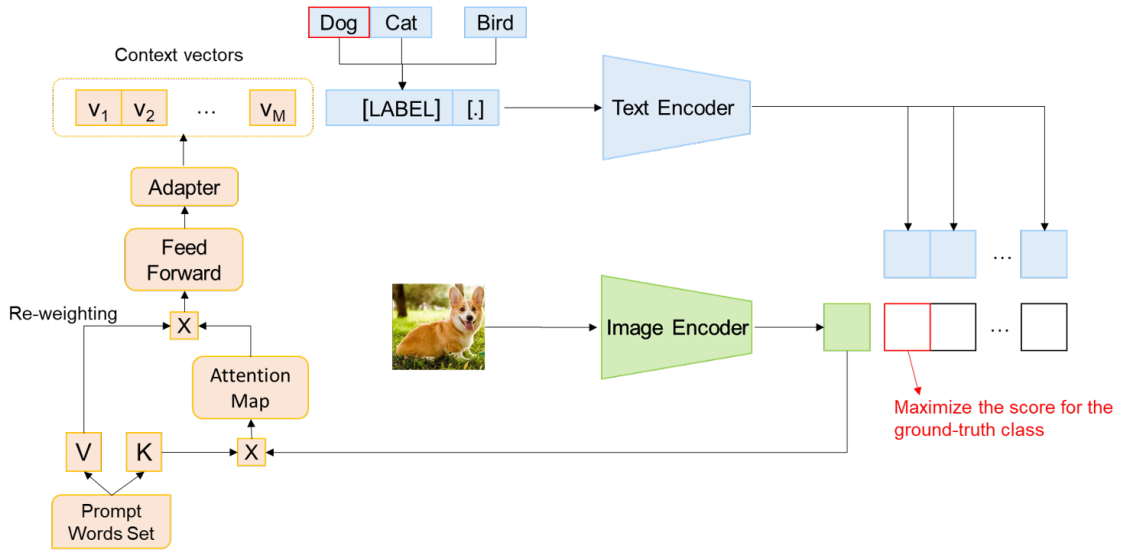 Dog Cat Bird
Context vectors
v1 v2 … vM
[LABEL] [.]
Text Encoder
Adapter
Feed
Forward
…
Re-weighting
X
Image Encoder
…
Attention
Map
Maximize the score for the
ground-truth class
V K X
Prompt
Words Set